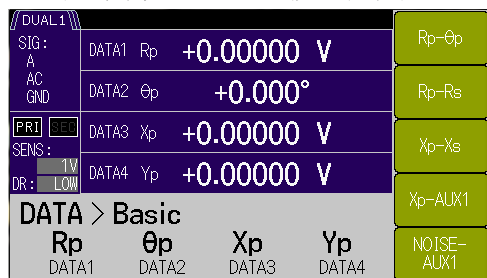 DUAL1
SIG:
A
AC
GND
PRI SEC
SENS:
1V
DR: LOW
DATA1 Rp +0.00000 V
DATA2 θp +0.000°
DATA3 Xp +0.00000 V
DATA4 Yp +0.00000 V
DATA > Basic
Rp θp Xp Yp
DATA1 DATA2 DATA3 DATA4
Rp-θp
Rp-Rs
Xp-Xs
Xp-AUX1
NOISE-
AUX1